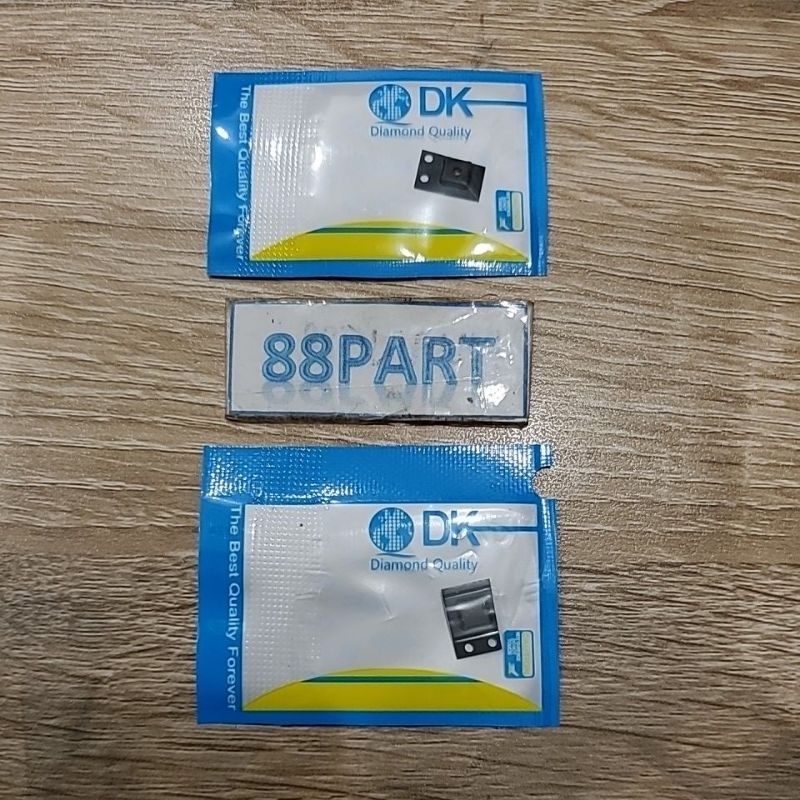 DK
Diamond Quality
The Best Quality Forever
88PART
DK
Diamond Quality
The Best Quality Forever